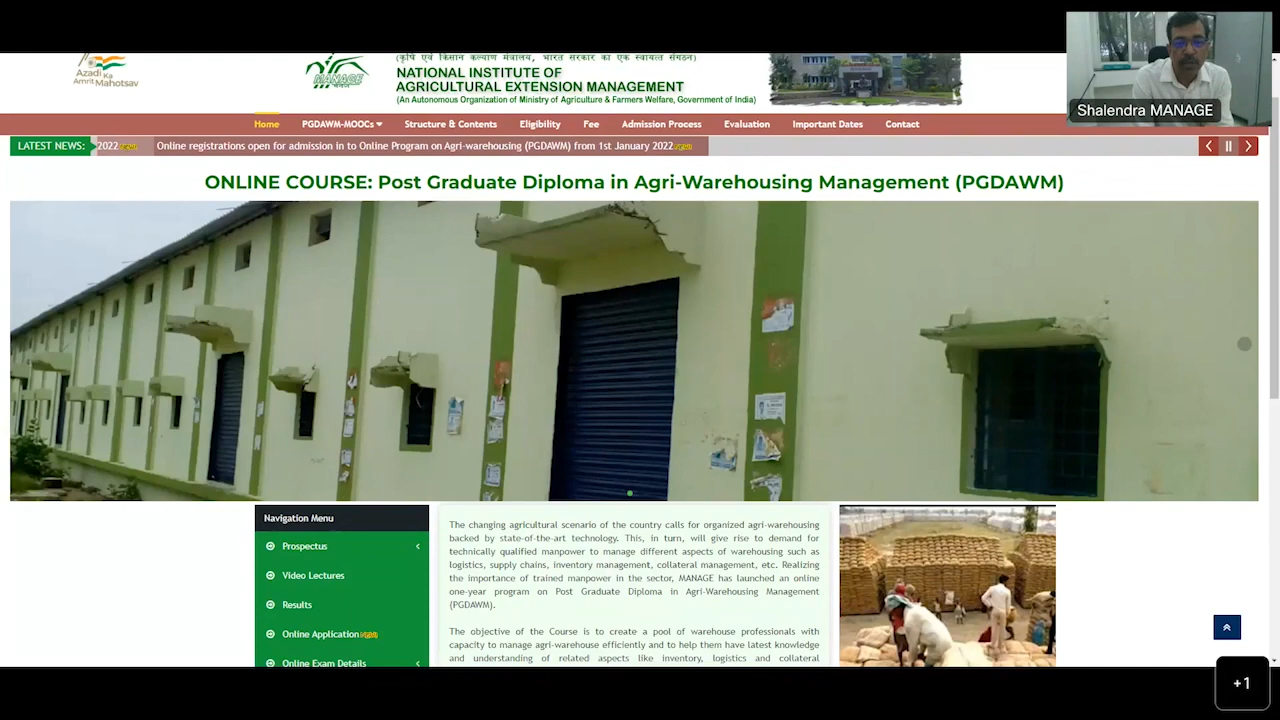 (कृषि एवं किसान कल्याण मंत्रालय, भारत सरकार का एक स्वायत्त संगठन)
Azadi Ka
Amrit Mahotsav
MANAGE
NATIONAL INSTITUTE OF
AGRICULTURAL EXTENSION MANAGEMENT
(An Autonomous Organization of Ministry of Agriculture & Farmers Welfare, Government of India)
Shalendra MANAGE
Home PGDAWM-MOOCs Structure & Contents Eligibility Fee Admission Process Evaluation Important Dates Contact
LATEST NEWS: 2022 Online registrations open for admission in to Online Program on Agri-warehousing (PGDAWM) from 1st January 2022
ONLINE COURSE: Post Graduate Diploma in Agri-Warehousing Management (PGDAWM)
Navigation Menu
Prospectus
Video Lectures
Results
Online Application
Online Exam Details
The changing agricultural scenario of the country calls for organized agri-warehousing
backed by state-of-the-art technology. This, in turn, will give rise to demand for
technically qualified manpower to manage different aspects of warehousing such as
logistics, supply chains, inventory management, collateral management, etc. Realizing
the importance of trained manpower in the sector, MANAGE has launched an online
one-year program on Post Graduate Diploma in Agri-Warehousing Management
(PGDAWM).
The objective of the Course is to create a pool of warehouse professionals with
capacity to manage agri-warehouse efficiently and to help them have latest knowledge
and understanding of related aspects like inventory, logistics and collateral
+1